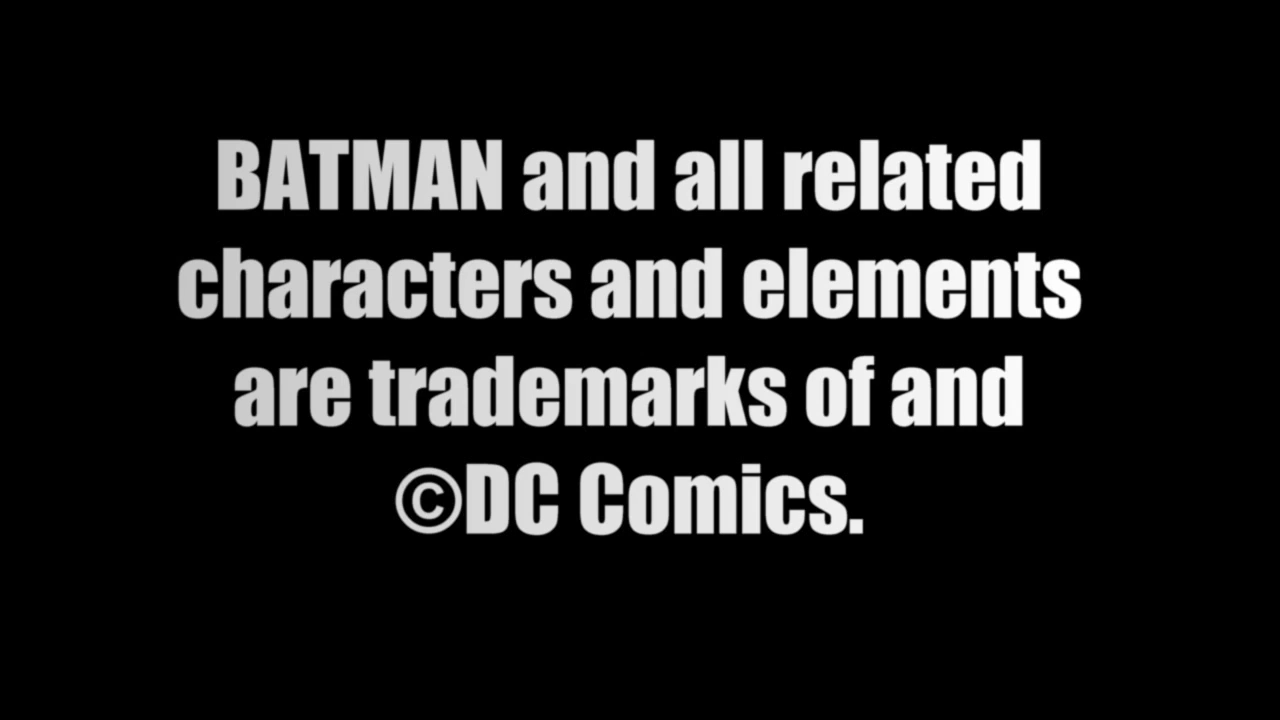 BATMAN and all related
characters and elements
are trademarks of and
©DC Comics.